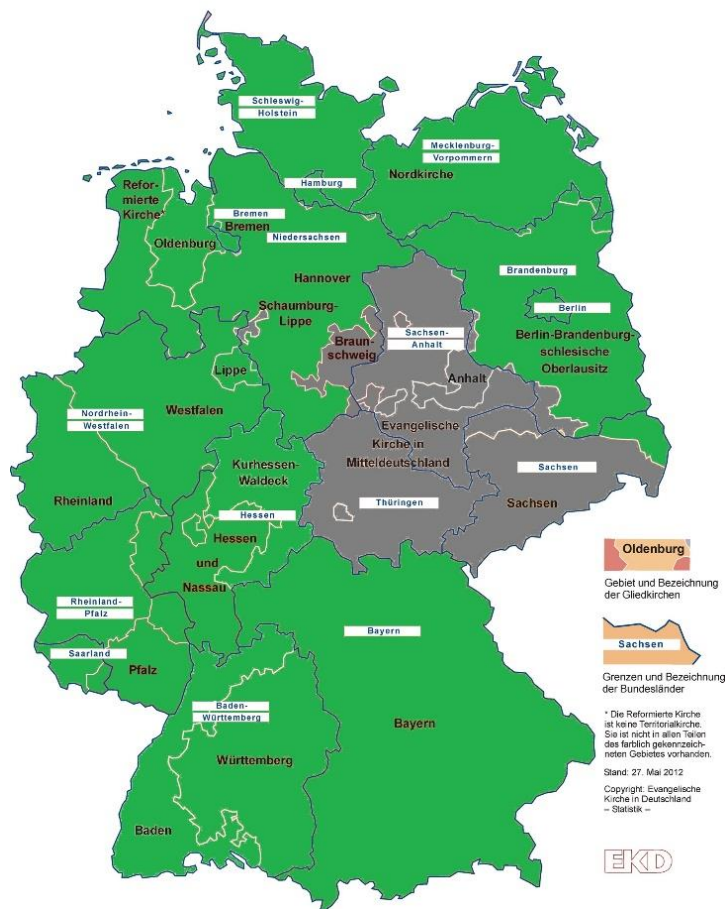 Schleswig-
Holstein
Mecklenburg-
Vorpommern
Nordkirche
Hamburg
Refor-
mierte
Kirche*
Bremen
Bremen
Oldenburg
Niedersachsen
Brandenburg
Hannover
Berlin
Schaumburg-
Lippe
Braun-
schweig
Sachsen-
Anhalt
Berlin-Brandenburg-
schlesische
Oberlausitz
Lippe
Anhalt
Nordrhein-
Westfalen
Westfalen
Evangelische
Kirche in
Mitteldeutschland
Kurhessen-
Waldeck
Sachsen
Rheinland
Thüringen
Sachsen
Hessen
Hessen
und
Nassau
Rheinland-
Pfalz
Saarland
Pfalz
Bayern
Baden-
Württemberg
Bayern
Württemberg
Baden
Oldenburg
Gebiet und Bezeichnung
der Gliedkirchen
Sachsen
Grenzen und Bezeichnung
der Bundesländer
* Die Reformierte Kirche
ist keine Territorialkirche.
Sie ist nicht in allen Teilen
des farblich gekennzeich-
neten Gebietes vorhanden.
Stand: 27. Mai 2012
Copyright: Evangelische
Kirche in Deutschland
– Statistik –
EKD